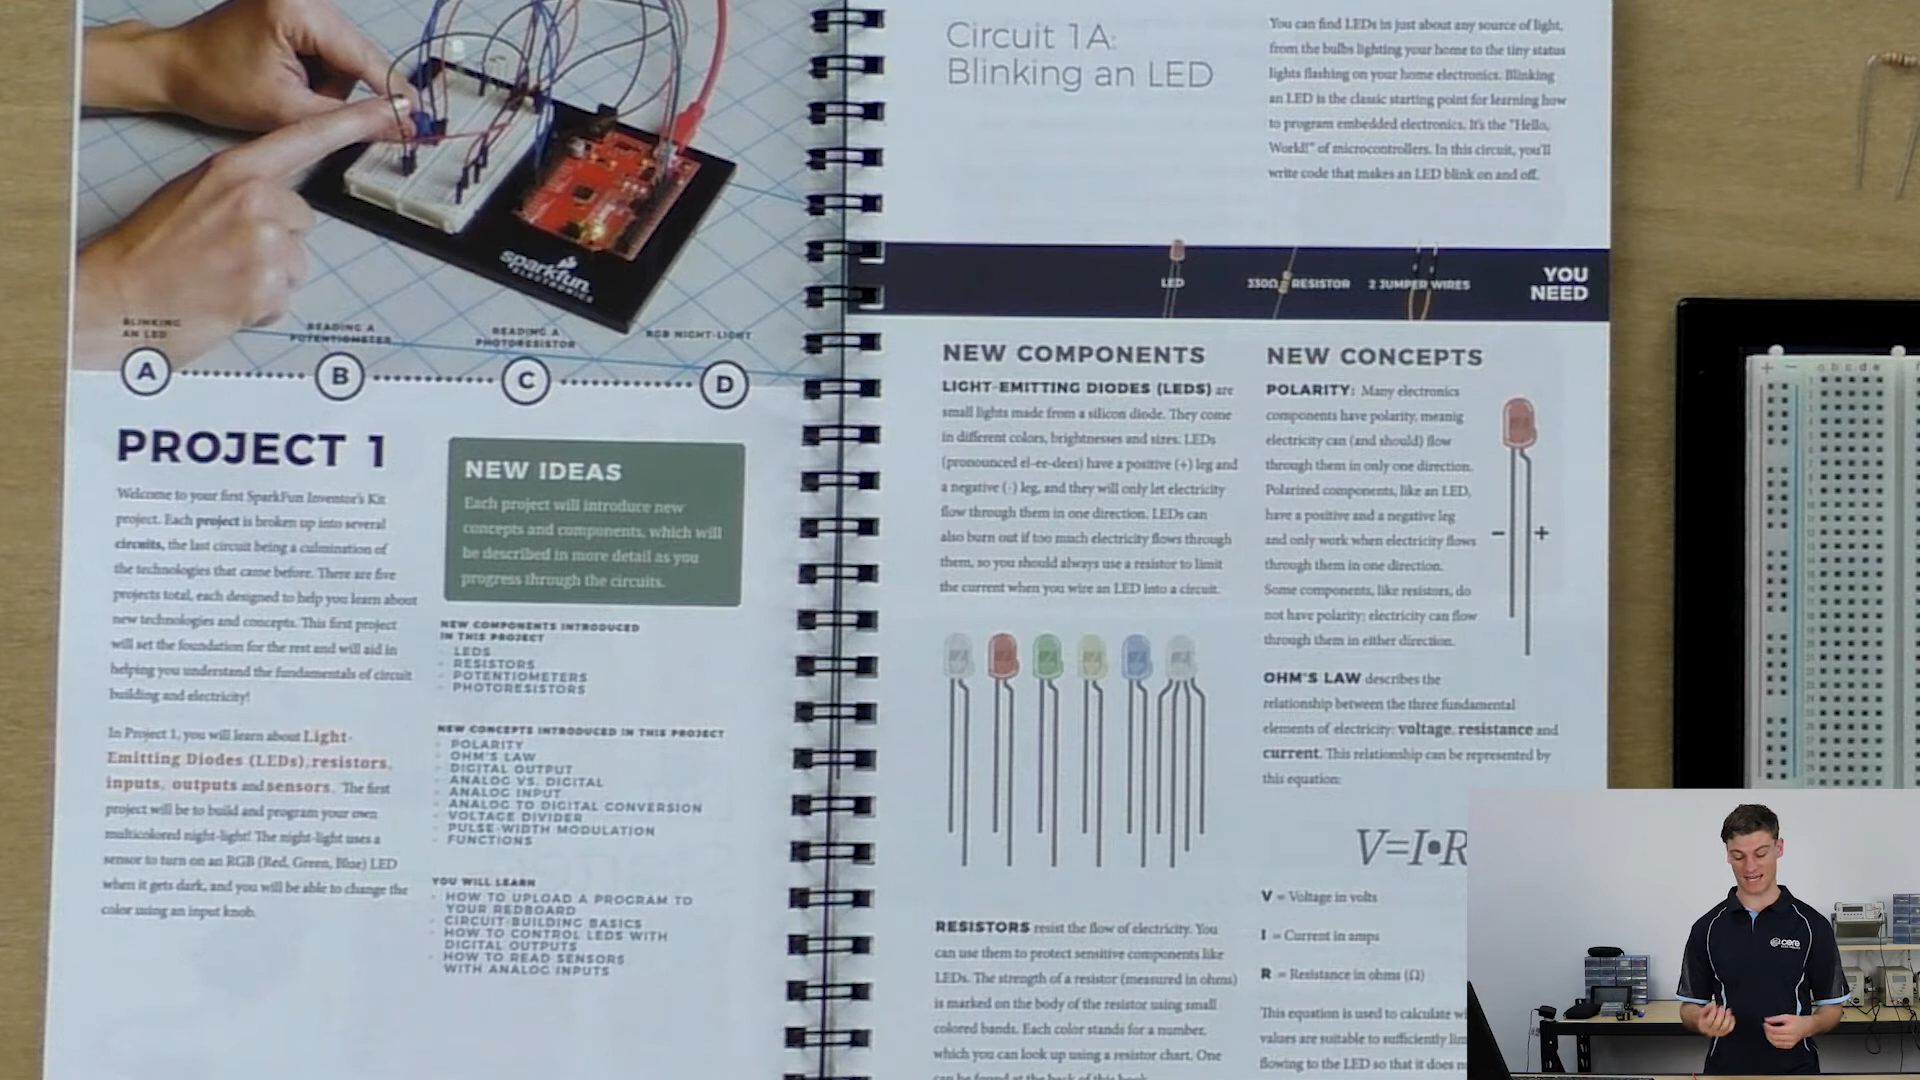 sparkfun
ELECTRONICS
BLINKING
AN LED
READING A
POTENTIOMETER
READING A
PHOTORESISTOR
RGB NIGHT-LIGHT
A
B
C
D
PROJECT 1
Welcome to your first SparkFun Inventor's Kit
project. Each project is broken up into several
circuits, the last circuit being a culmination of
the technologies that came before. There are five
projects total, each designed to help you learn about
new technologies and concepts. This first project
will set the foundation for the rest and will aid in
helping you understand the fundamentals of circuit
building and electricity!
In Project 1, you will learn about Light-
Emitting Diodes (LEDs), resistors,
inputs, outputs and sensors. The first
project will be to build and program your own
multicolored night-light! The night-light uses a
sensor to turn on an RGB (Red, Green, Blue) LED
when it gets dark, and you will be able to change the
color using an input knob.
NEW IDEAS
Each project will introduce new
concepts and components, which will
be described in more detail as you
progress through the circuits.
NEW COMPONENTS INTRODUCED
IN THIS PROJECT
· LEDS
· RESISTORS
· POTENTIOMETERS
· PHOTORESISTORS
NEW CONCEPTS INTRODUCED IN THIS PROJECT
· POLARITY
· OHM'S LAW
· DIGITAL OUTPUT
· ANALOG VS. DIGITAL
· ANALOG INPUT
· ANALOG TO DIGITAL CONVERSION
· VOLTAGE DIVIDER
· PULSE-WIDTH MODULATION
· FUNCTIONS
YOU WILL LEARN
· HOW TO UPLOAD A PROGRAM TO
YOUR REDBOARD
· CIRCUIT-BUILDING BASICS
· HOW TO CONTROL LEDS WITH
DIGITAL OUTPUTS
· HOW TO READ SENSORS
WITH ANALOG INPUTS
Circuit 1A:
Blinking an LED
You can find LEDs in just about any source of light,
from the bulbs lighting your home to the tiny status
lights flashing on your home electronics. Blinking
an LED is the classic starting point for learning how
to program embedded electronics. It's the "Hello,
World!" of microcontrollers. In this circuit, you'll
write code that makes an LED blink on and off.
LED
330Ω RESISTOR
2 JUMPER WIRES
YOU
NEED
NEW COMPONENTS
LIGHT-EMITTING DIODES (LEDS) are
small lights made from a silicon diode. They come
in different colors, brightnesses and sizes. LEDs
(pronounced el-ee-dees) have a positive (+) leg and
a negative (-) leg, and they will only let electricity
flow through them in one direction. LEDs can
also burn out if too much electricity flows through
them, so you should always use a resistor to limit
the current when you wire an LED into a circuit.
RESISTORS resist the flow of electricity. You
can use them to protect sensitive components like
LEDs. The strength of a resistor (measured in ohms)
is marked on the body of the resistor using small
colored bands. Each color stands for a number,
which you can look up using a resistor chart. One
can be found at the back of this book.
NEW CONCEPTS
POLARITY: Many electronics
components have polarity, meanig
electricity can (and should) flow
through them in only one direction.
Polarized components, like an LED,
have a positive and a negative leg
and only work when electricity flows
through them in one direction.
Some components, like resistors, do
not have polarity; electricity can flow
through them in either direction.
- +
OHM'S LAW describes the
relationship between the three fundamental
elements of electricity: voltage, resistance and
current. This relationship can be represented by
this equation:
V=I•R
V = Voltage in volts
I = Current in amps
R = Resistance in ohms (Ω)
This equation is used to calculate
values are suitable to sufficiently
flowing to the LED so that it does
+ - a b c d e
core